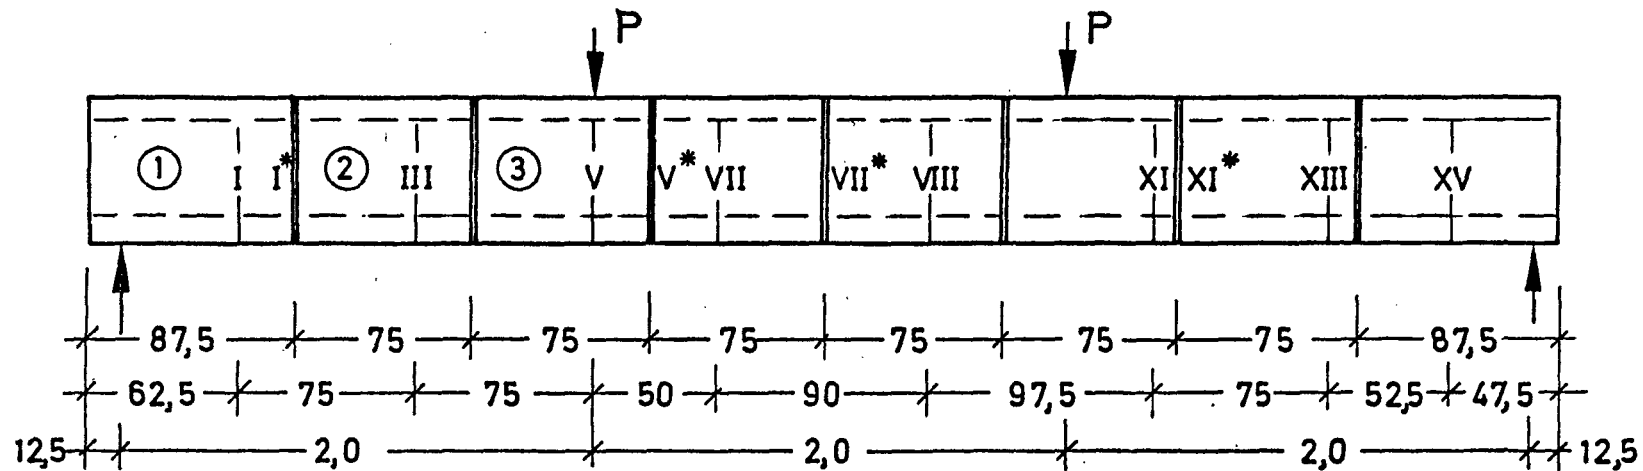 P P
1 I I* 2 III 3 V V* VII VII* VIII XI XI* XIII XV
87,5 75 75 75 75 75 75 87,5
62,5 75 75 50 90 97,5 75 52,5 47,5
12,5 2,0 2,0 2,0 12,5